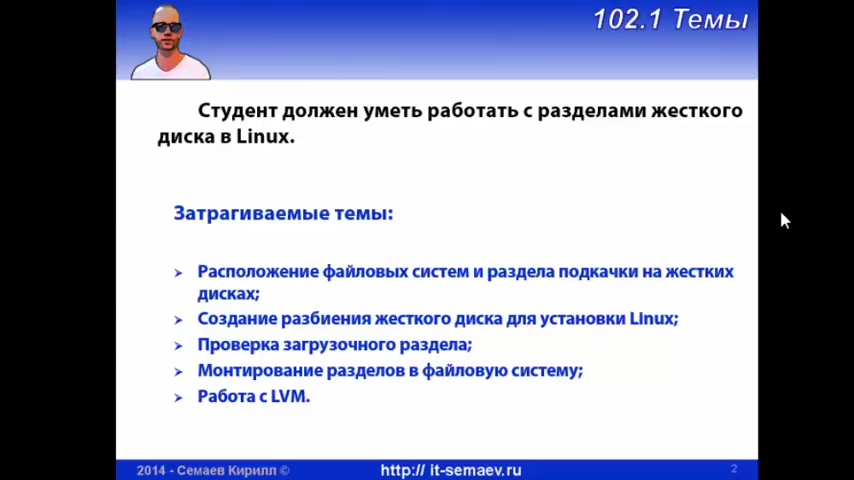 102.1 Темы
Студент должен уметь работать с разделами жесткого
диска в Linux.
Затрагиваемые темы:
Расположение файловых систем и раздела подкачки на жестких
дисках;
Создание разбиения жесткого диска для установки Linux;
Проверка загрузочного раздела;
Монтирование разделов в файловую систему;
Работа с LVM.
2014 - Семаев Кирилл ©
http:// it-semaev.ru
2